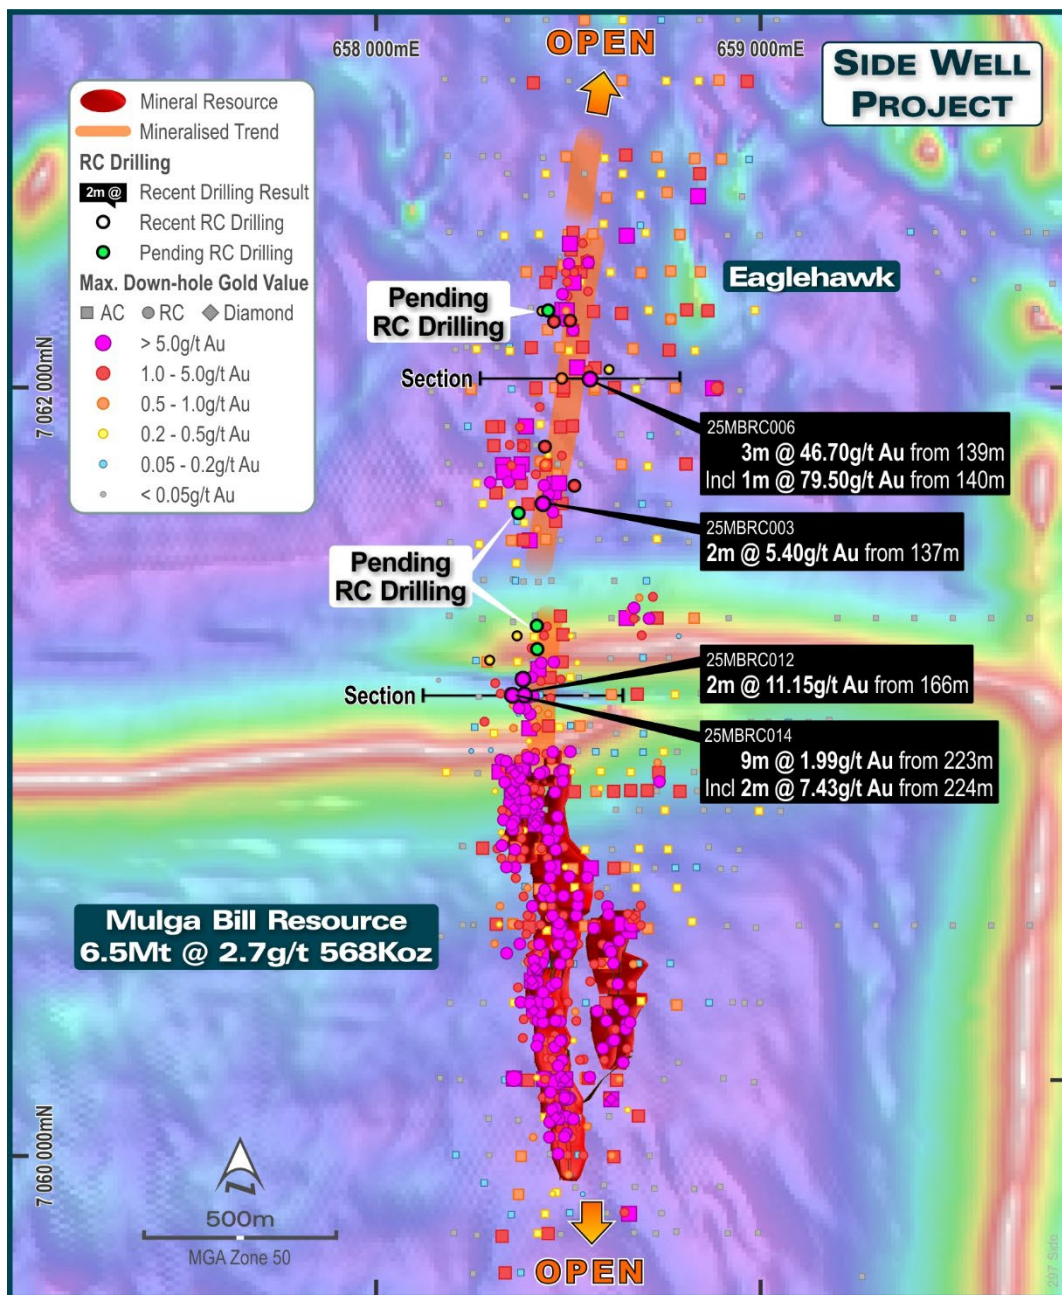 658 000mE
659 000mE
OPEN
SIDE WELL
PROJECT
Mineral Resource
Mineralised Trend
RC Drilling
2m @
Recent Drilling Result
Recent RC Drilling
Pending RC Drilling
Max. Down-hole Gold Value
AC
RC
Diamond
> 5.0g/t Au
1.0 - 5.0g/t Au
0.5 - 1.0g/t Au
0.2 - 0.5g/t Au
0.05 - 0.2g/t Au
< 0.05g/t Au
Eaglehawk
Pending
RC Drilling
7 062 000mN
Section
25MBRC006
3m @ 46.70g/t Au from 139m
Incl 1m @ 79.50g/t Au from 140m
25MBRC003
2m @ 5.40g/t Au from 137m
Pending
RC Drilling
25MBRC012
2m @ 11.15g/t Au from 166m
Section
25MBRC014
9m @ 1.99g/t Au from 223m
Incl 2m @ 7.43g/t Au from 224m
Mulga Bill Resource
6.5Mt @ 2.7g/t 568Koz
7 060 000mN
500m
MGA Zone 50
OPEN